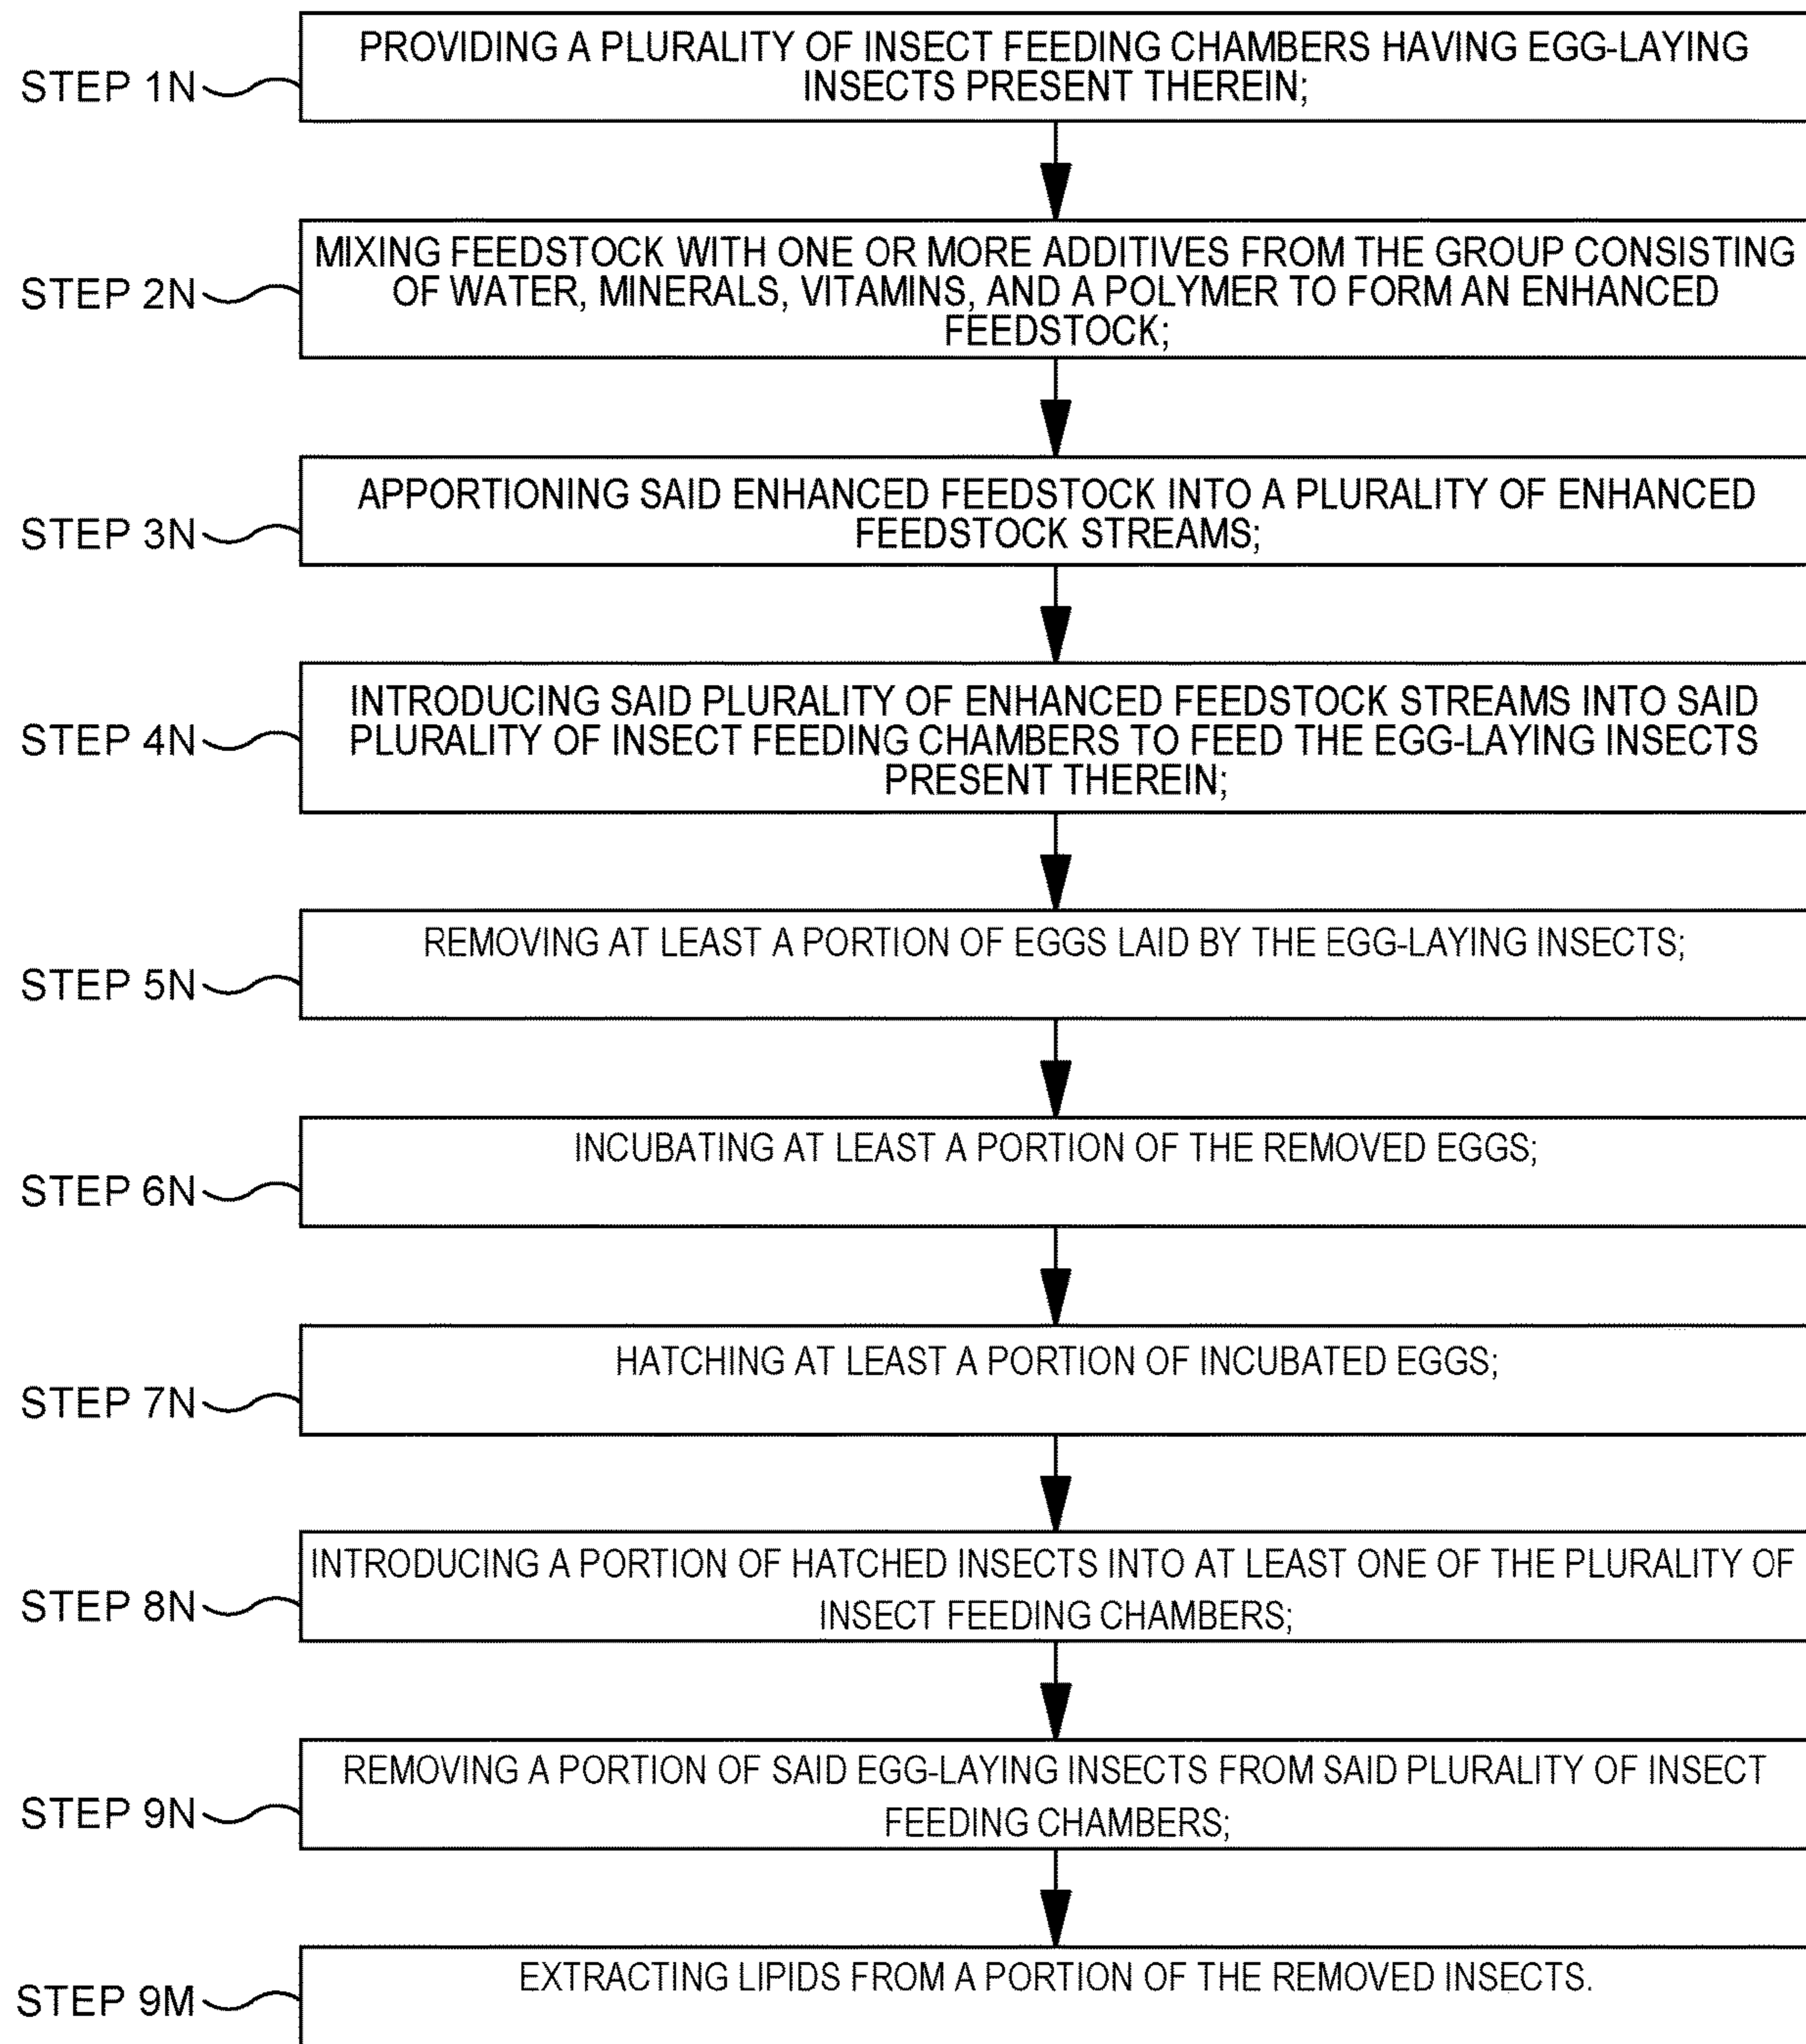 STEP 1N
PROVIDING A PLURALITY OF INSECT FEEDING CHAMBERS HAVING EGG-LAYING
INSECTS PRESENT THEREIN;
STEP 2N
MIXING FEEDSTOCK WITH ONE OR MORE ADDITIVES FROM THE GROUP CONSISTING
OF WATER, MINERALS, VITAMINS, AND A POLYMER TO FORM AN ENHANCED
FEEDSTOCK;
STEP 3N
APPORTIONING SAID ENHANCED FEEDSTOCK INTO A PLURALITY OF ENHANCED
FEEDSTOCK STREAMS;
STEP 4N
INTRODUCING SAID PLURALITY OF ENHANCED FEEDSTOCK STREAMS INTO SAID
PLURALITY OF INSECT FEEDING CHAMBERS TO FEED THE EGG-LAYING INSECTS
PRESENT THEREIN;
STEP 5N
REMOVING AT LEAST A PORTION OF EGGS LAID BY THE EGG-LAYING INSECTS;
STEP 6N
INCUBATING AT LEAST A PORTION OF THE REMOVED EGGS;
STEP 7N
HATCHING AT LEAST A PORTION OF INCUBATED EGGS;
STEP 8N
INTRODUCING A PORTION OF HATCHED INSECTS INTO AT LEAST ONE OF THE PLURALITY OF
INSECT FEEDING CHAMBERS;
STEP 9N
REMOVING A PORTION OF SAID EGG-LAYING INSECTS FROM SAID PLURALITY OF INSECT
FEEDING CHAMBERS;
STEP 9M
EXTRACTING LIPIDS FROM A PORTION OF THE REMOVED INSECTS.